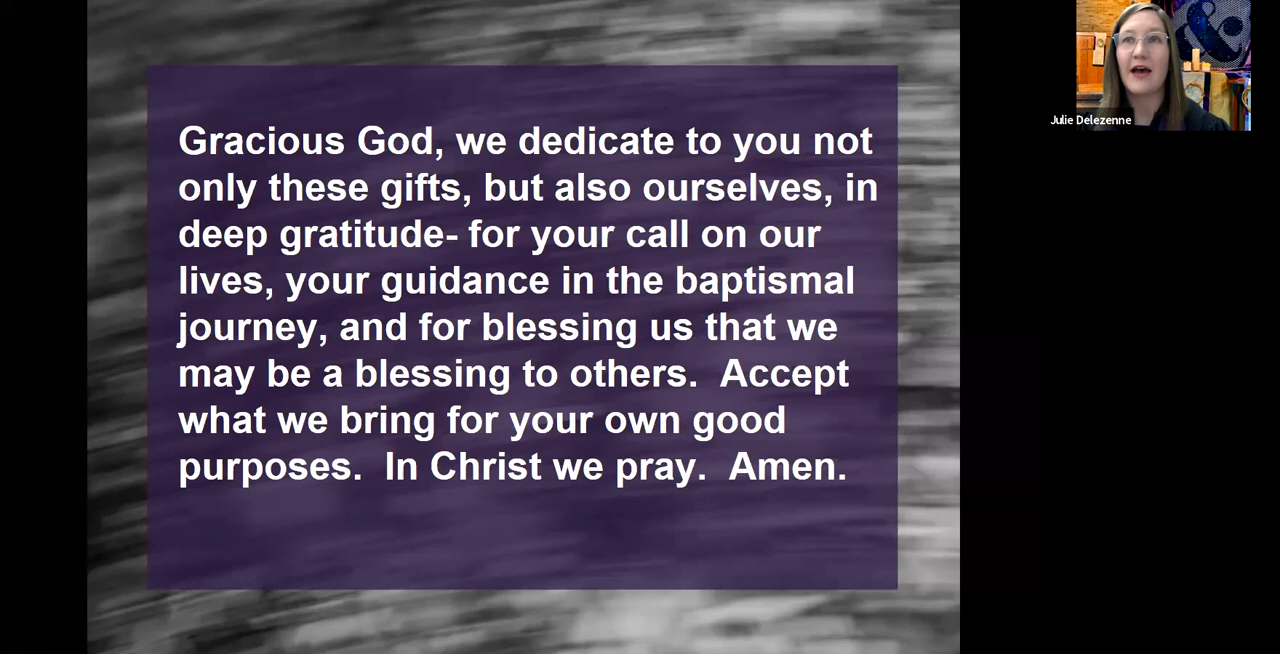 Gracious God, we dedicate to you not
only these gifts, but also ourselves, in
deep gratitude- for your call on our
lives, your guidance in the baptismal
journey, and for blessing us that we
may be a blessing to others.  Accept
what we bring for your own good
purposes.  In Christ we pray.  Amen.
Julie Delezenne